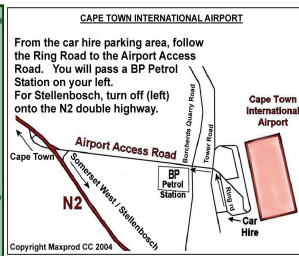 CAPE TOWN INTERNATIONAL AIRPORT
From the car hire parking area, follow
the Ring Road to the Airport Access
Road. You will pass a BP Petrol
Station on your left.
For Stellenbosch, turn off (left)
onto the N2 double highway.
Borcherds Quarry Road
Tower Road
Cape Town
International
Airport
Airport Access Road
Cape Town
Somerset West / Stellenbosch
BP
Petrol
Station
Ring
N2
Car
Hire
Copyright Maxprod CC 2004